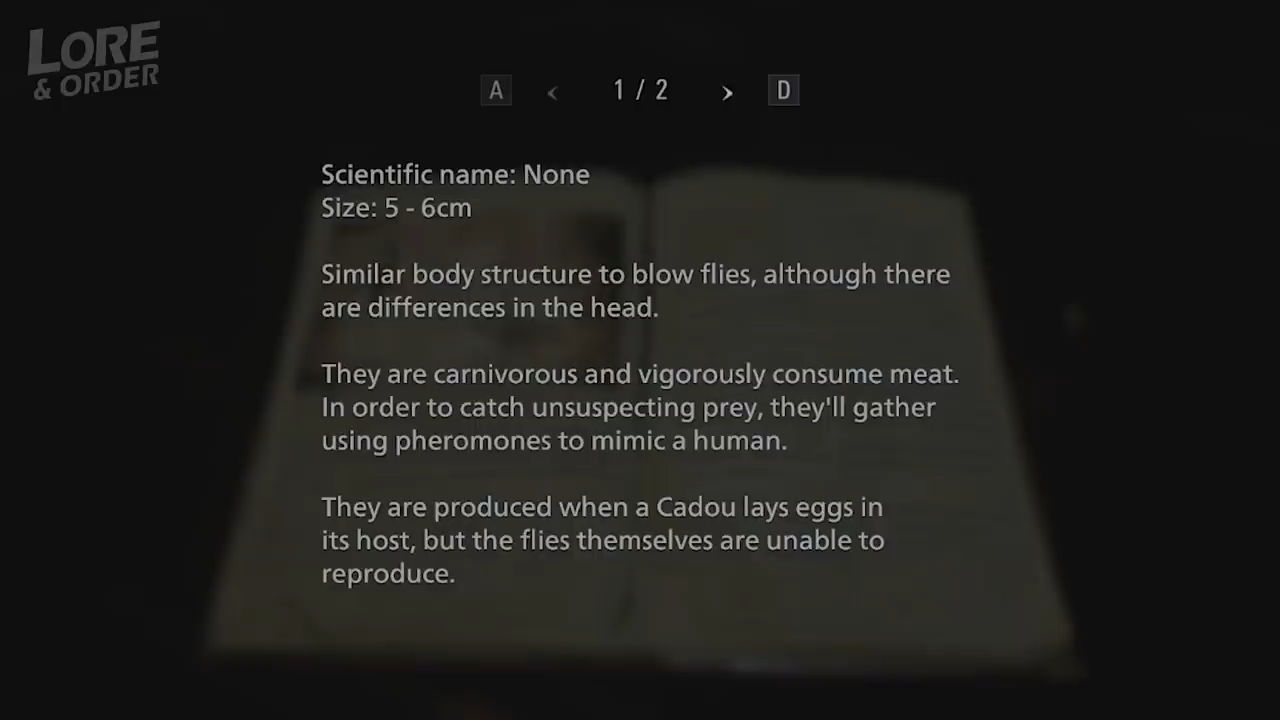 LORE
& ORDER
A < 1 / 2 > D
Scientific name: None
Size: 5 - 6cm
Similar body structure to blow flies, although there
are differences in the head.
They are carnivorous and vigorously consume meat.
In order to catch unsuspecting prey, they'll gather
using pheromones to mimic a human.
They are produced when a Cadou lays eggs in
its host, but the flies themselves are unable to
reproduce.